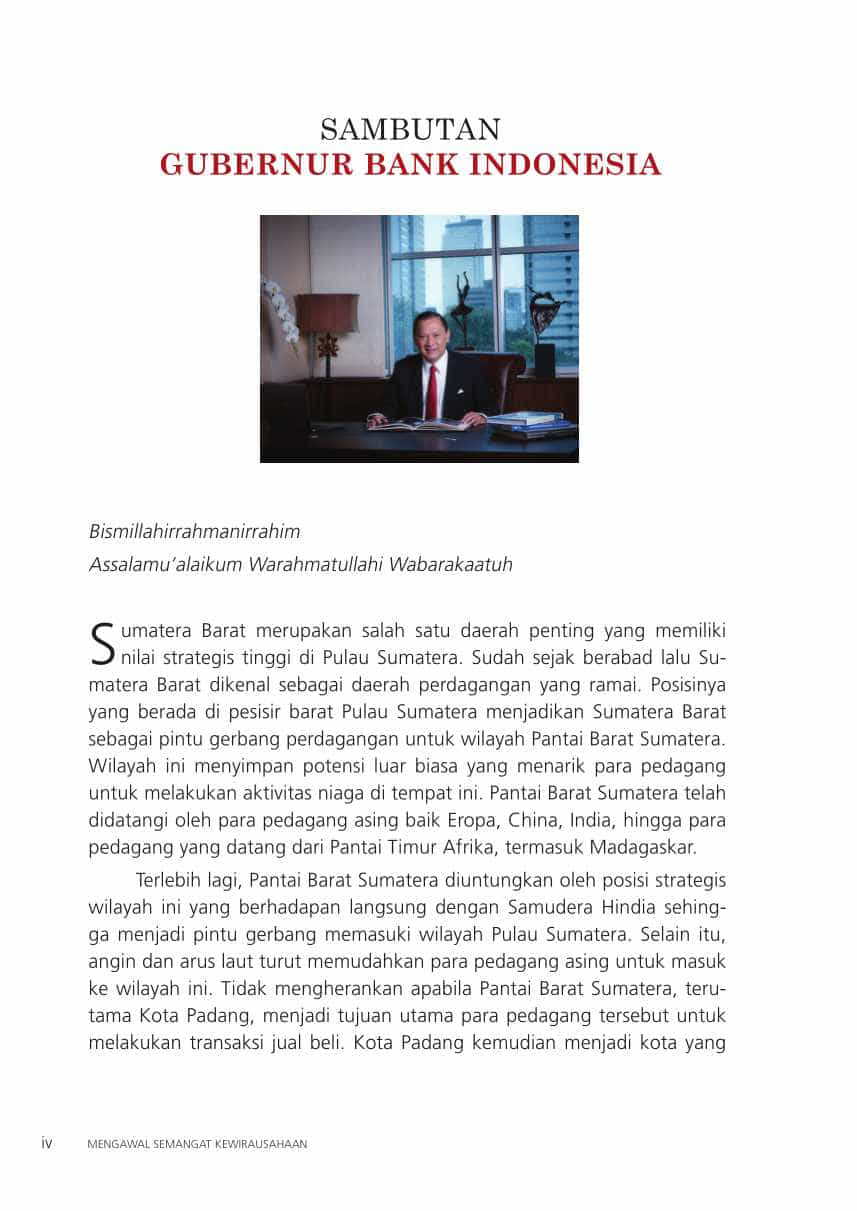 SAMBUTAN
GUBERNUR BANK INDONESIA
Bismillahirrahmanirrahim
Assalamu’alaikum Warahmatullahi Wabarakaatuh
Sumatera Barat merupakan salah satu daerah penting yang memiliki
nilai strategis tinggi di Pulau Sumatera. Sudah sejak berabad lalu Su-
matera Barat dikenal sebagai daerah perdagangan yang ramai. Posisinya
yang berada di pesisir barat Pulau Sumatera menjadikan Sumatera Barat
sebagai pintu gerbang perdagangan untuk wilayah Pantai Barat Sumatera.
Wilayah ini menyimpan potensi luar biasa yang menarik para pedagang
untuk melakukan aktivitas niaga di tempat ini. Pantai Barat Sumatera telah
didatangi oleh para pedagang asing baik Eropa, China, India, hingga para
pedagang yang datang dari Pantai Timur Afrika, termasuk Madagaskar.
Terlebih lagi, Pantai Barat Sumatera diuntungkan oleh posisi strategis
wilayah ini yang berhadapan langsung dengan Samudera Hindia sehing-
ga menjadi pintu gerbang memasuki wilayah Pulau Sumatera. Selain itu,
angin dan arus laut turut memudahkan para pedagang asing untuk masuk
ke wilayah ini. Tidak mengherankan apabila Pantai Barat Sumatera, teru-
tama Kota Padang, menjadi tujuan utama para pedagang tersebut untuk
melakukan transaksi jual beli. Kota Padang kemudian menjadi kota yang
iv MENGAWAL SEMANGAT KEWIRAUSAHAAN